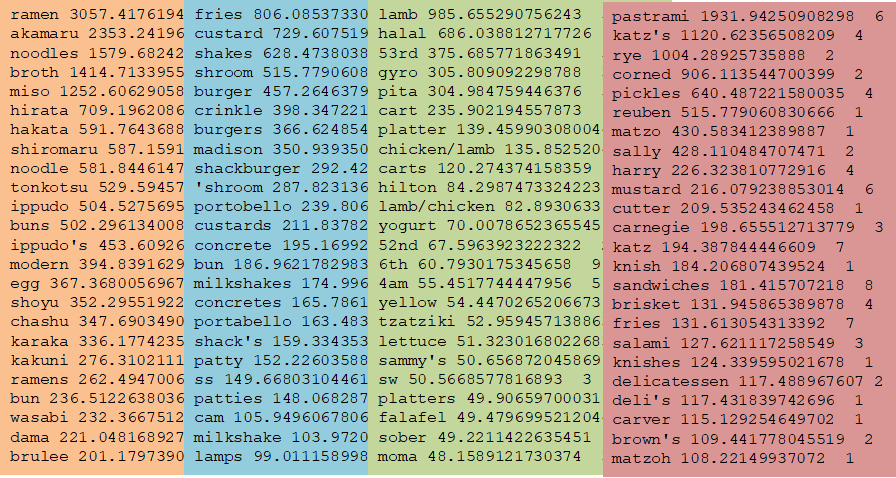 ramen 3057.4176194
akamaru 2353.24196
noodles 1579.68242
broth 1414.7133955
miso 1252.60629058
hirata 709.1962086
hakata 591.7643688
shiromaru 587.1591
noodle 581.8446147
tonkotsu 529.59457
ippudo 504.5275695
buns 502.296134008
ippudo's 453.60926
modern 394.8391629
egg 367.3680056967
shoyu 352.29551922
chashu 347.6903490
karaka 336.1774235
kakuni 276.3102111
ramens 262.4947006
bun 236.5122638036
wasabi 232.3667512
dama 221.048168927
brulee 201.1797390
fries 806.08537330
custard 729.607519
shakes 628.4738038
shroom 515.7790608
burger 457.2646379
crinkle 398.347221
burgers 366.624854
madison 350.939350
shackburger 292.42
'shroom 287.823136
portobello 239.806
custards 211.83782
concrete 195.16992
bun 186.9621782983
milkshakes 174.996
concretes 165.7861
portabello 163.483
shack's 159.334353
patty 152.22603588
ss 149.66803104461
patties 148.068287
cam 105.9496067806
milkshake 103.9720
lamps 99.011158998
lamb 985.655290756243
halal 686.038812717726
53rd 375.685771863491
gyro 305.809092298788
pita 304.984759446376
cart 235.902194557873
platter 139.45990308004
chicken/lamb 135.852520
carts 120.274374158359
hilton 84.2987473324223
lamb/chicken 82.8930633
yogurt 70.0078652365545
52nd 67.5963923222322
6th 60.7930175345658 9
4am 55.4517744447956 5
yellow 54.4470265206673
tzatziki 52.95945713886
lettuce 51.323016802268
sammy's 50.656872045869
sw 50.5668577816893 3
platters 49.90659700031
falafel 49.479699521204
sober 49.2211422635451
moma 48.1589121730374
pastrami 1931.94250908298 6
katz's 1120.62356508209 4
rye 1004.28925735888 2
corned 906.113544700399 2
pickles 640.487221580035 4
reuben 515.779060830666 1
matzo 430.583412389887 1
sally 428.110484707471 2
harry 226.323810772916 4
mustard 216.079238853014 6
cutter 209.535243462458 1
carnegie 198.655512713779 3
katz 194.387844446609 7
knish 184.206807439524 1
sandwiches 181.415707218 8
brisket 131.945865389878 4
fries 131.613054313392 7
salami 127.621117258549 3
knishes 124.339595021678 1
delicatessen 117.488967607 2
deli's 117.431839742696 1
carver 115.129254649702 1
brown's 109.441778045519 2
matzoh 108.22149937072 1